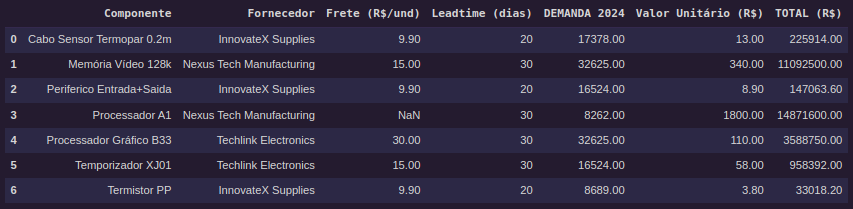 Componente Fornecedor Frete (R$/und) Leadtime (dias) DEMANDA 2024 Valor Unitário (R$) TOTAL (R$)
0 Cabo Sensor Termopar 0.2m InnovateX Supplies 9.90 20 17378.00 13.00 225914.00
1 Memória Vídeo 128k Nexus Tech Manufacturing 15.00 30 32625.00 340.00 11092500.00
2 Periferico Entrada+Saida InnovateX Supplies 9.90 20 16524.00 8.90 147063.60
3 Processador A1 Nexus Tech Manufacturing NaN 30 8262.00 1800.00 14871600.00
4 Processador Gráfico B33 Techlink Electronics 30.00 30 32625.00 110.00 3588750.00
5 Temporizador XJ01 Techlink Electronics 15.00 30 16524.00 58.00 958392.00
6 Termistor PP InnovateX Supplies 9.90 20 8689.00 3.80 33018.20